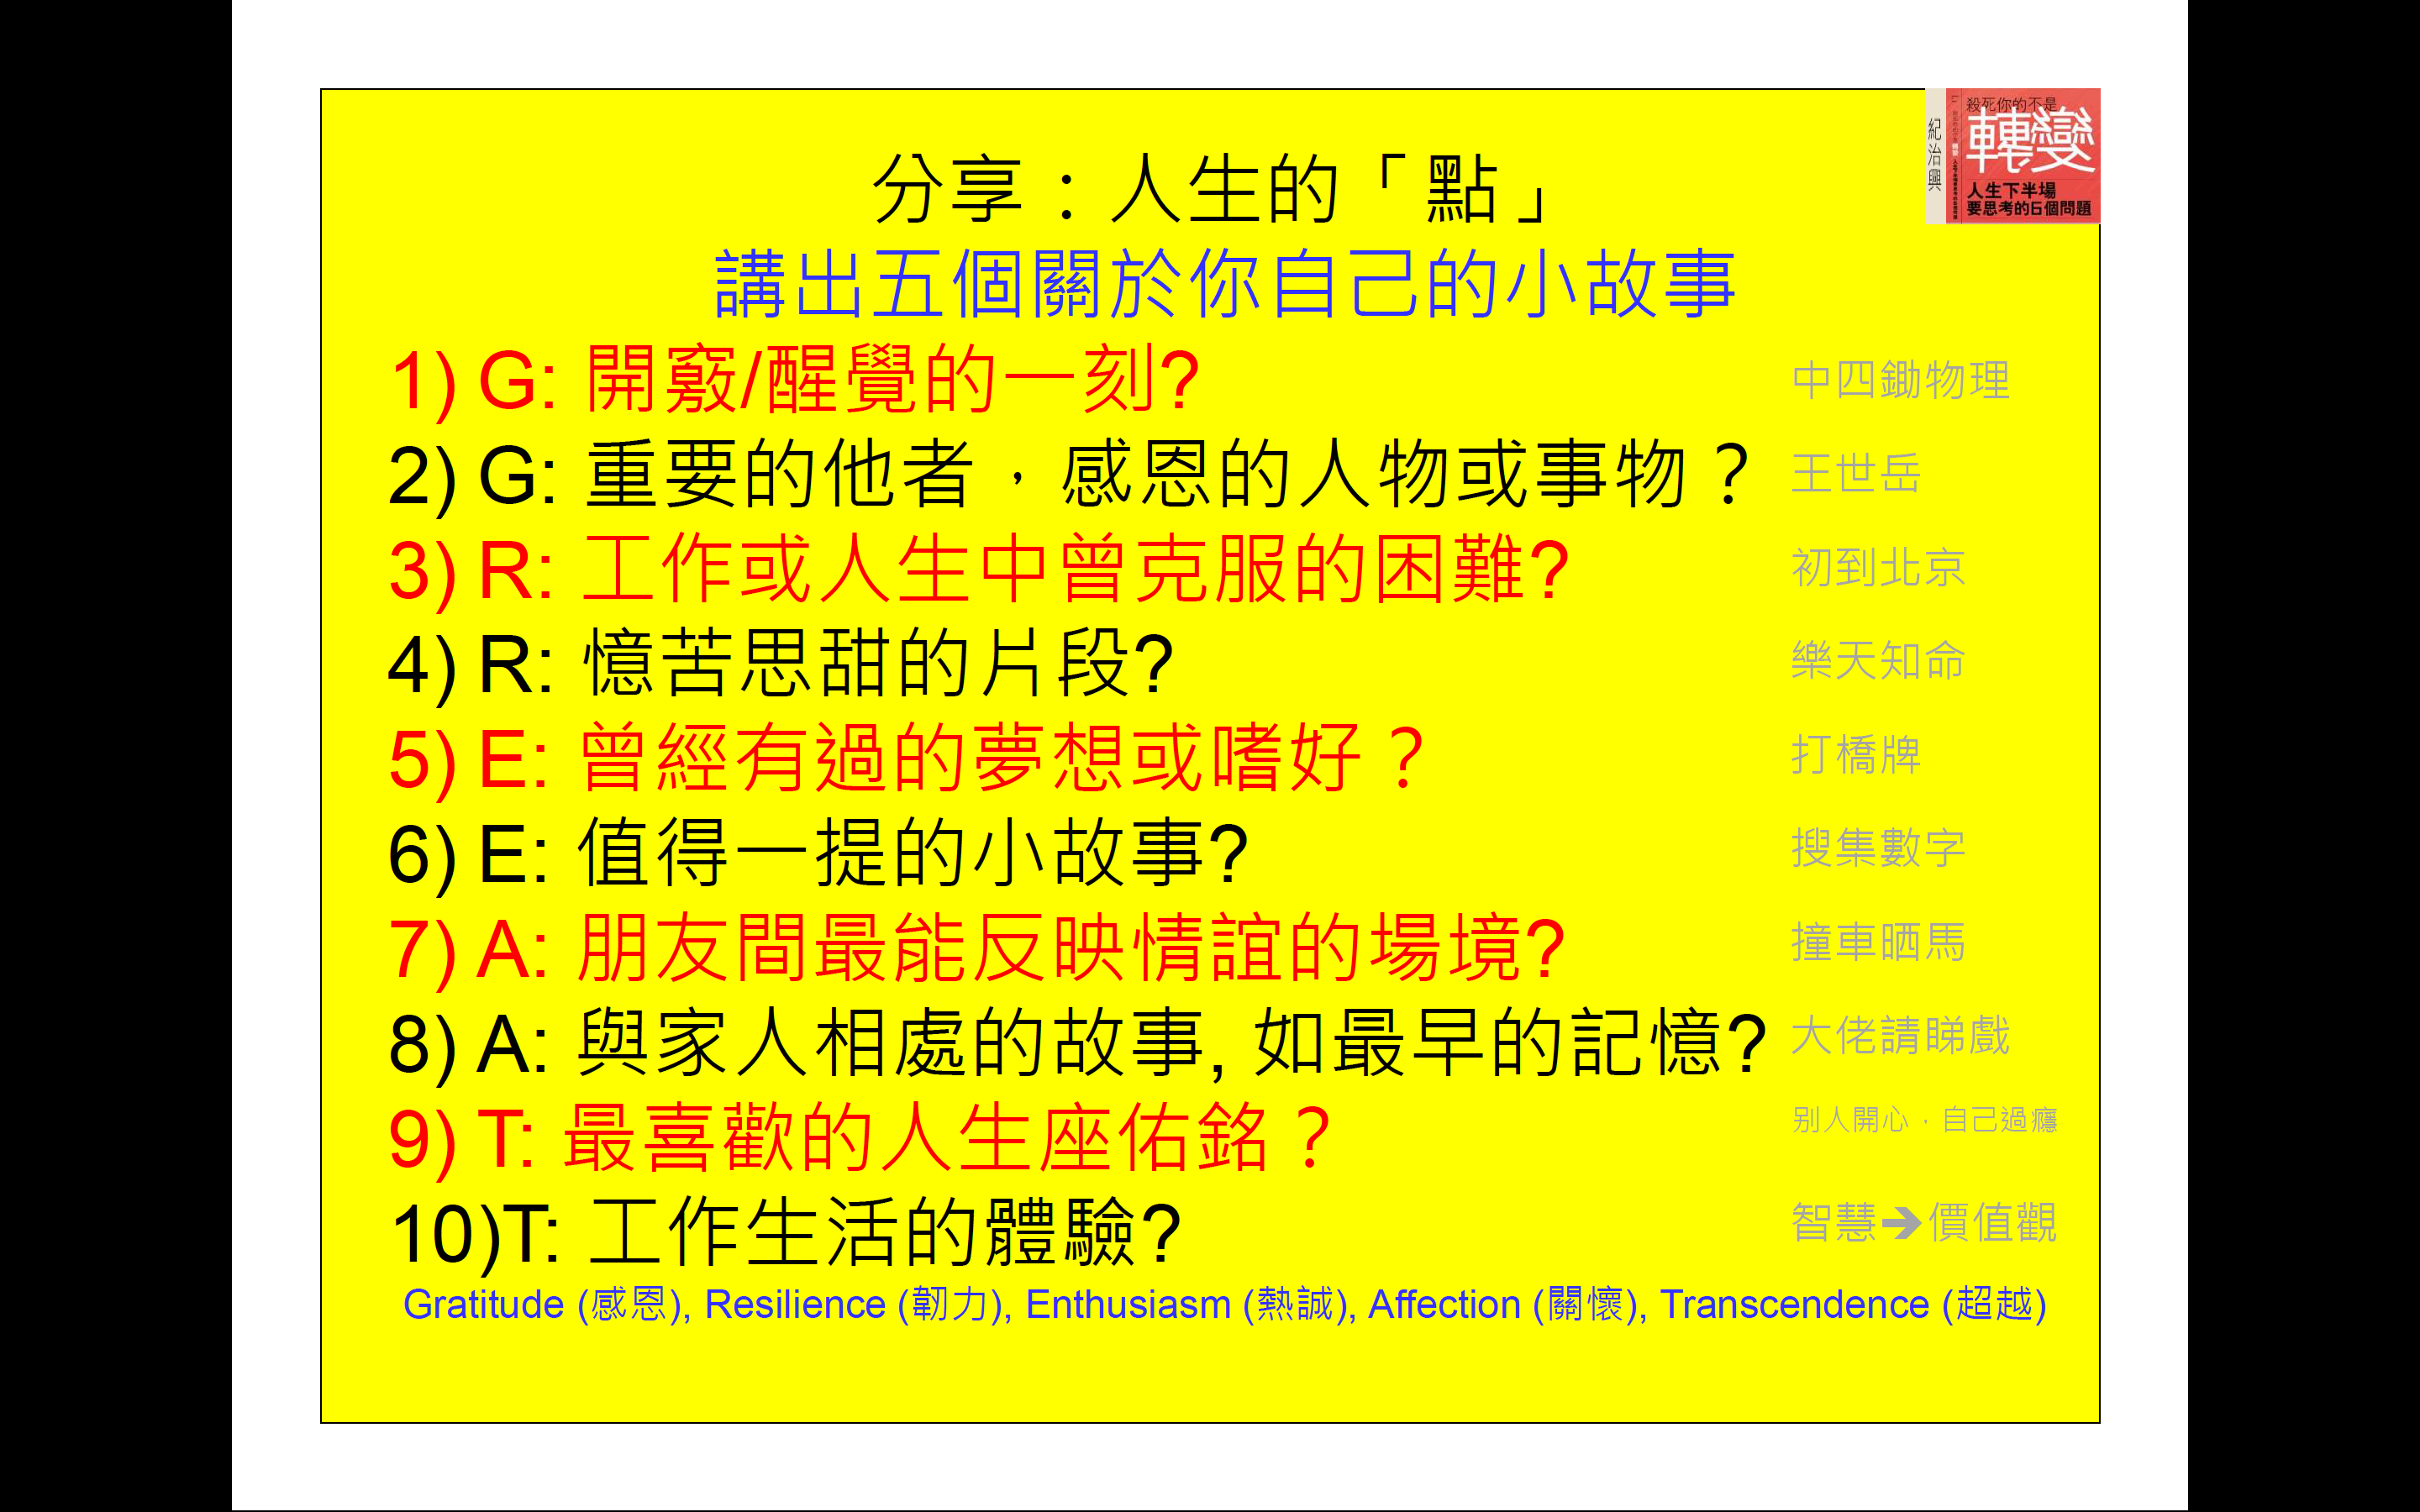 分享：人生的「點」
講出五個關於你自己的小故事
1) G: 開竅/醒覺的一刻? 中四鋤物理
2) G: 重要的他者，感恩的人物或事物？ 王世岳
3) R: 工作或人生中曾克服的困難? 初到北京
4) R: 憶苦思甜的片段? 樂天知命
5) E: 曾經有過的夢想或嗜好？ 打橋牌
6) E: 值得一提的小故事? 搜集數字
7) A: 朋友間最能反映情誼的場境? 撞車晒馬
8) A: 與家人相處的故事, 如最早的記憶? 大佬請睇戲
9) T: 最喜歡的人生座佑銘？ 別人開心，自己過癮
10)T: 工作生活的體驗? 智慧➔價值觀
Gratitude (感恩), Resilience (韌力), Enthusiasm (熱誠), Affection (關懷), Transcendence (超越)
紀治興
殺死你的不是
轉變
人生下半場
要思考的6個問題